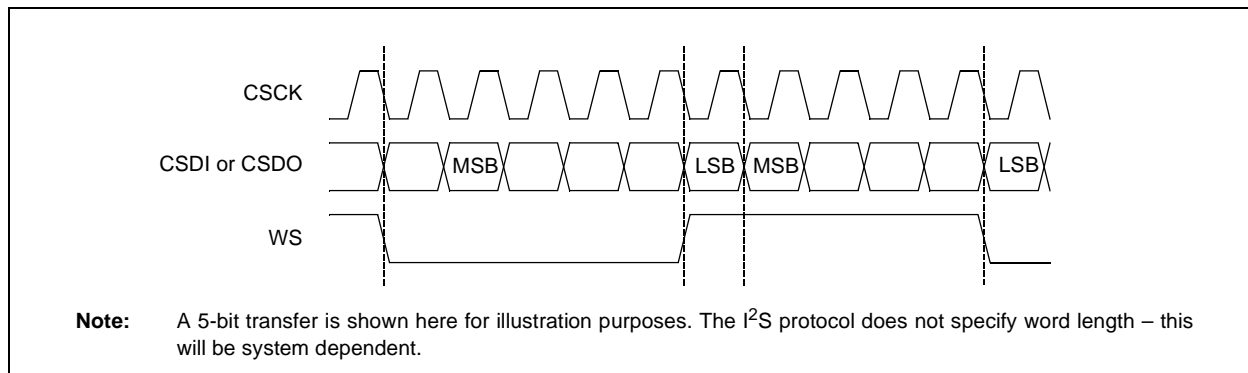 CSCK
CSDI or CSDO
MSB
LSB
MSB
LSB
WS
Note: A 5-bit transfer is shown here for illustration purposes. The I²S protocol does not specify word length – this
will be system dependent.